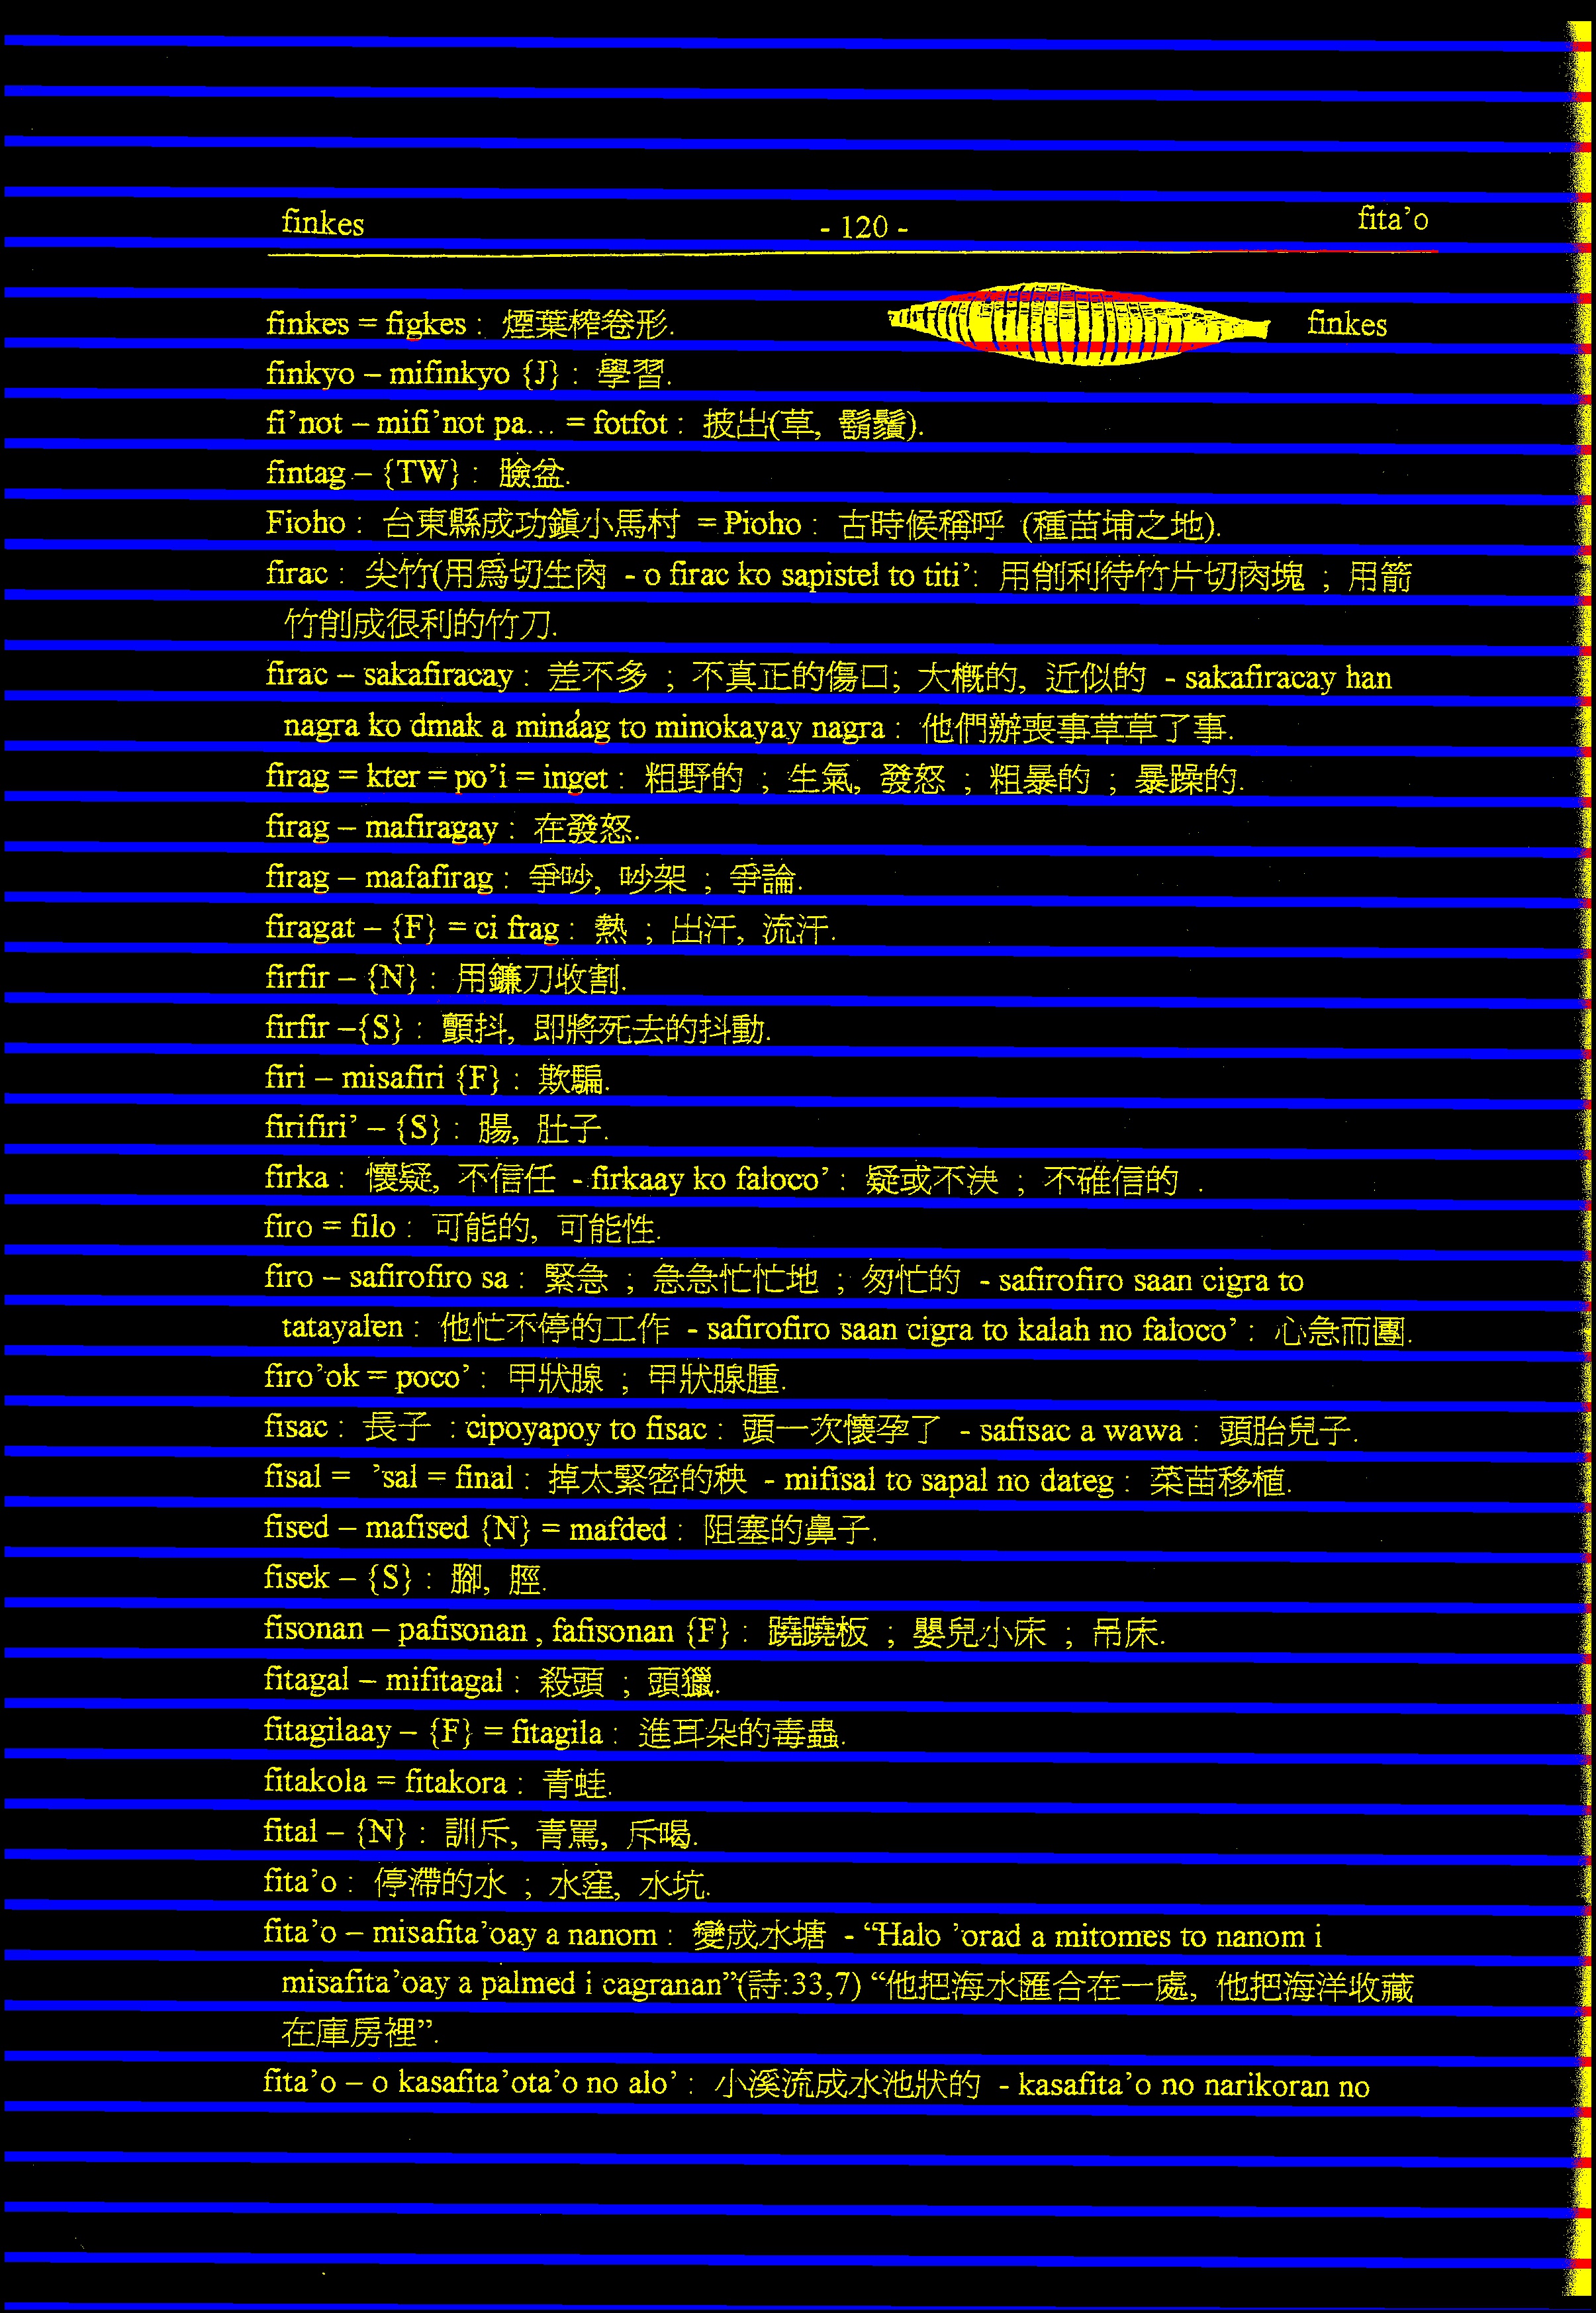 finkes - 120 - fita’o
finkes = figkes : 煙葉榨卷形. finkes
finkyo – mifinkyo {J} : 學習.
fi’not – mifi’not pa... = fotfot : 披出(草, 鬍鬚).
fintag – {TW} : 臉盆.
Fioho : 台東縣成功鎮小馬村 = Pioho : 古時候稱呼 (種苗埔之地).
firac : 尖竹(用為切生肉 - o firac ko sapistel to titi’: 用削利待竹片切肉塊 ; 用箭
竹削成很利的竹刀.
firac – sakafiracay : 差不多 ; 不真正的傷口; 大概的, 近似的 - sakafiracay han
nagra ko dmak a mináag to minokayay nagra : 他們辦喪事草草了事.
firag = kter = po’i = inget : 粗野的 ; 生氣, 發怒 ; 粗暴的 ; 暴躁的.
firag – mafiragay : 在發怒.
firag – mafafirag : 爭吵, 吵架 ; 爭論.
firagat – {F} = ci frag : 熱 ; 出汗, 流汗.
firfir – {N} : 用鐮刀收割.
firfir –{S} : 顫抖, 即將死去的抖動.
firi – misafiri {F} : 欺騙.
firifiri’ – {S} : 腸, 肚子.
firka : 懷疑, 不信任 - firkaay ko faloco’ : 疑或不決 ; 不確信的 .
firo = filo : 可能的, 可能性.
firo – safirofiro sa : 緊急 ; 急急忙忙地 ; 匆忙的 - safirofiro saan cigra to
tatayalen : 他忙不停的工作 - safirofiro saan cigra to kalah no faloco’ : 心急而團.
firo’ok = poco’ : 甲狀腺 ; 甲狀腺腫.
fisac : 長子 : cipoyapoy to fisac : 頭一次懷孕了 - safisac a wawa : 頭胎兒子.
fisal = ’sal = final : 掉太緊密的秧 - mifisal to sapal no dateg : 菜苗移植.
fised – mafised {N} = mafded : 阻塞的鼻子.
fisek – {S} : 腳, 脛.
fisonan – pafisonan , fafisonan {F} : 蹺蹺板 ; 嬰兒小床 ; 吊床.
fitagal – mifitagal : 殺頭 ; 頭獵.
fitagilaay – {F} = fitagila : 進耳朵的毒蟲.
fitakola = fitakora : 青蛙.
fital – {N} : 訓斥, 青罵, 斥喝.
fita’o : 停滯的水 ; 水窪, 水坑.
fita’o – misafita’oay a nanom : 變成水塘 - “Halo ’orad a mitomes to nanom i
misafita’oay a palmed i cagranan”(詩:33,7) “他把海水匯合在一處, 他把海洋收藏
在庫房裡”.
fita’o – o kasafita’ota’o no alo’ : 小溪流成水池狀的 - kasafita’o no narikoran no